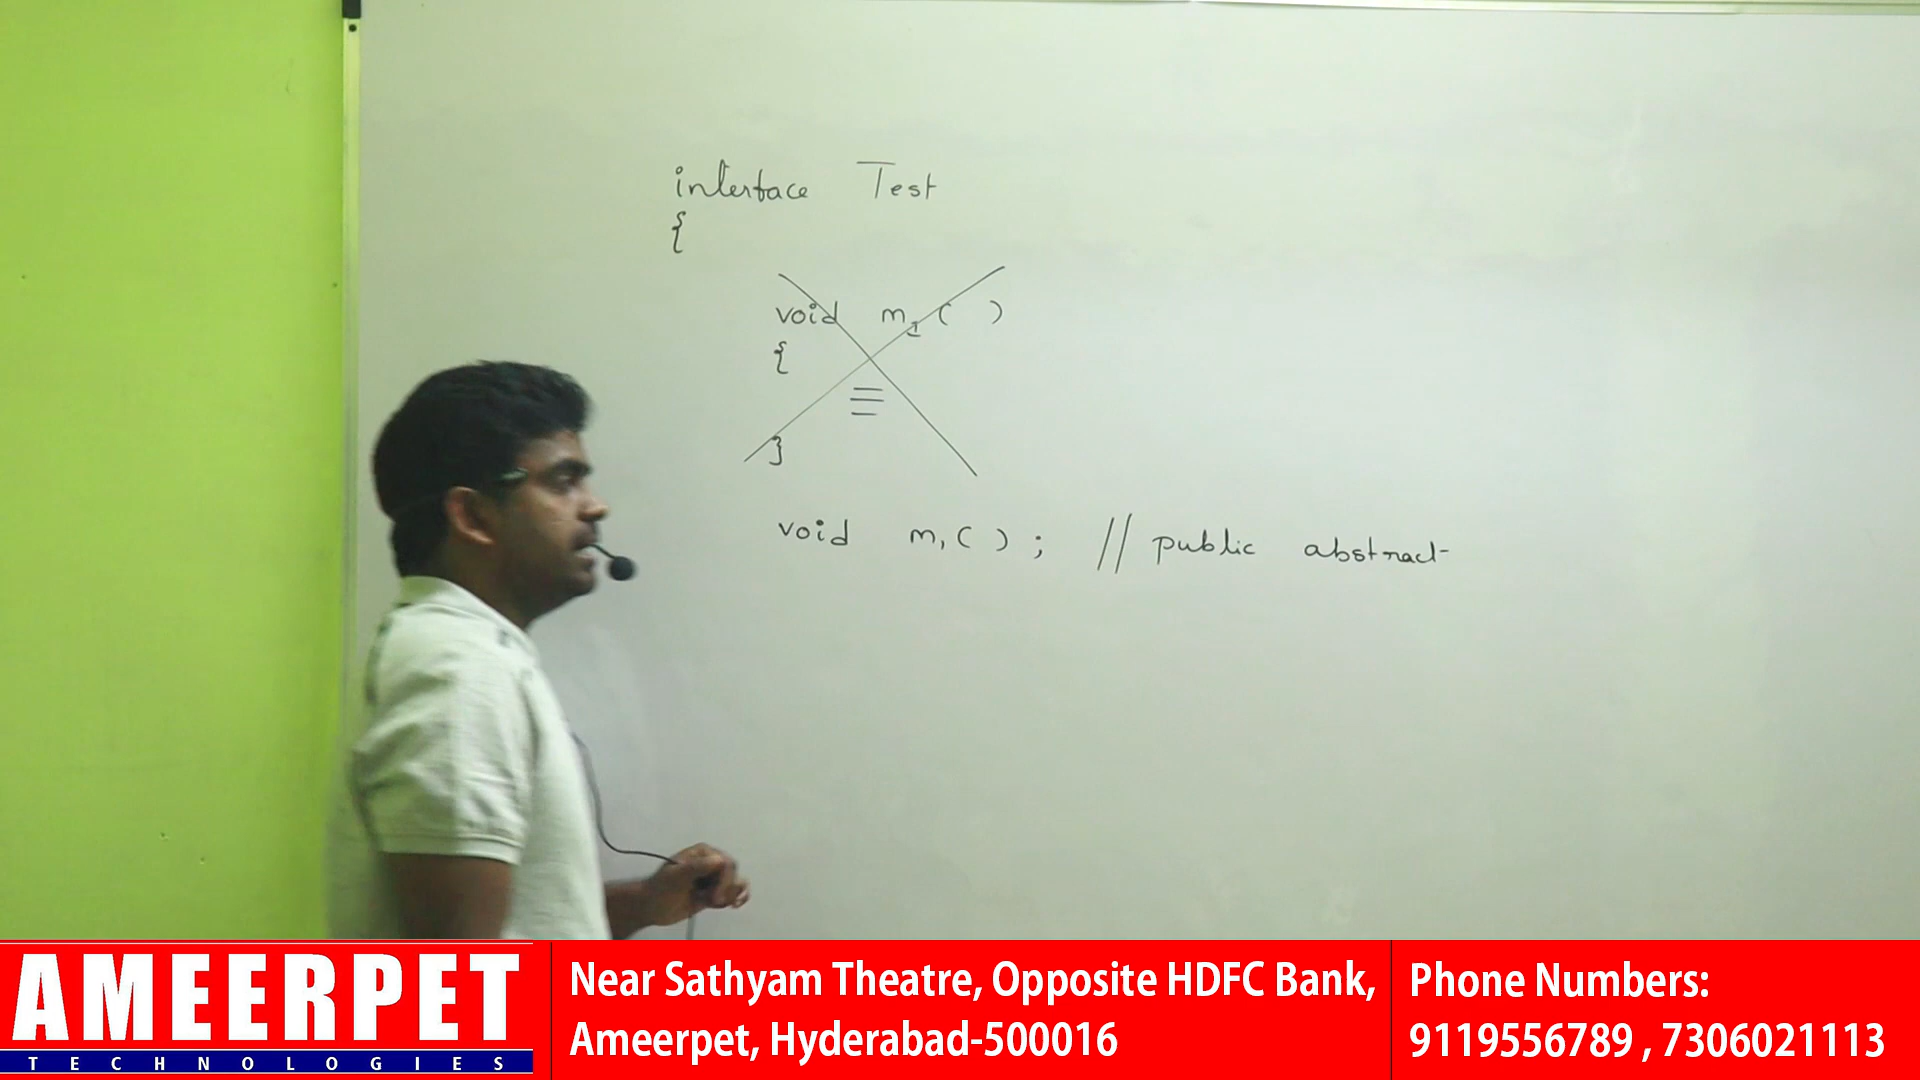 interface Test
{
void m1 ( )
{
}
void m1 ( ) ; // public abstract
AMEERPET
TECHNOLOGIES
Near Sathyam Theatre, Opposite HDFC Bank,
Ameerpet, Hyderabad-500016
Phone Numbers:
9119556789 , 7306021113